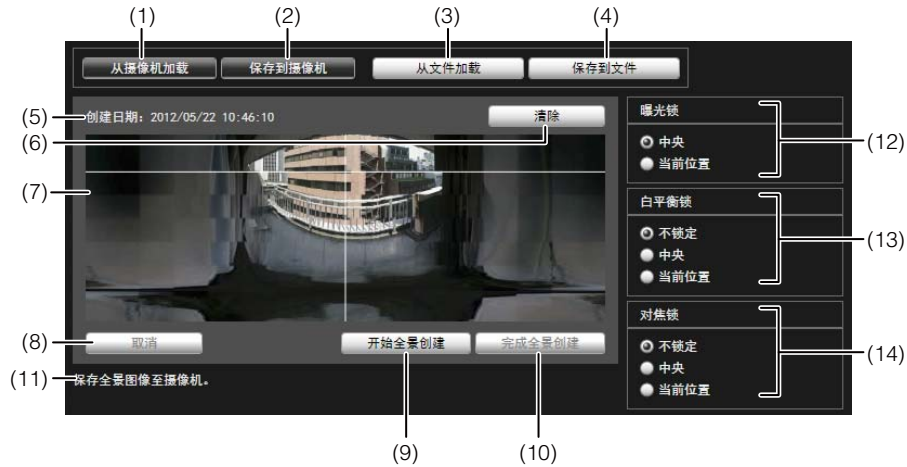 (1) (2) (3) (4)
从摄像机加载 保存到摄像机 从文件加载 保存到文件
(5) 创建日期: 2012/05/22 10:46:10 清除
(6)
(7)
(8) 取消 开始全景创建 完成全景创建
(11) 保存全景图像至摄像机。
(9) (10)
曝光锁
中央
当前位置
(12)
白平衡锁
不锁定
中央
当前位置
(13)
对焦锁
不锁定
中央
当前位置
(14)